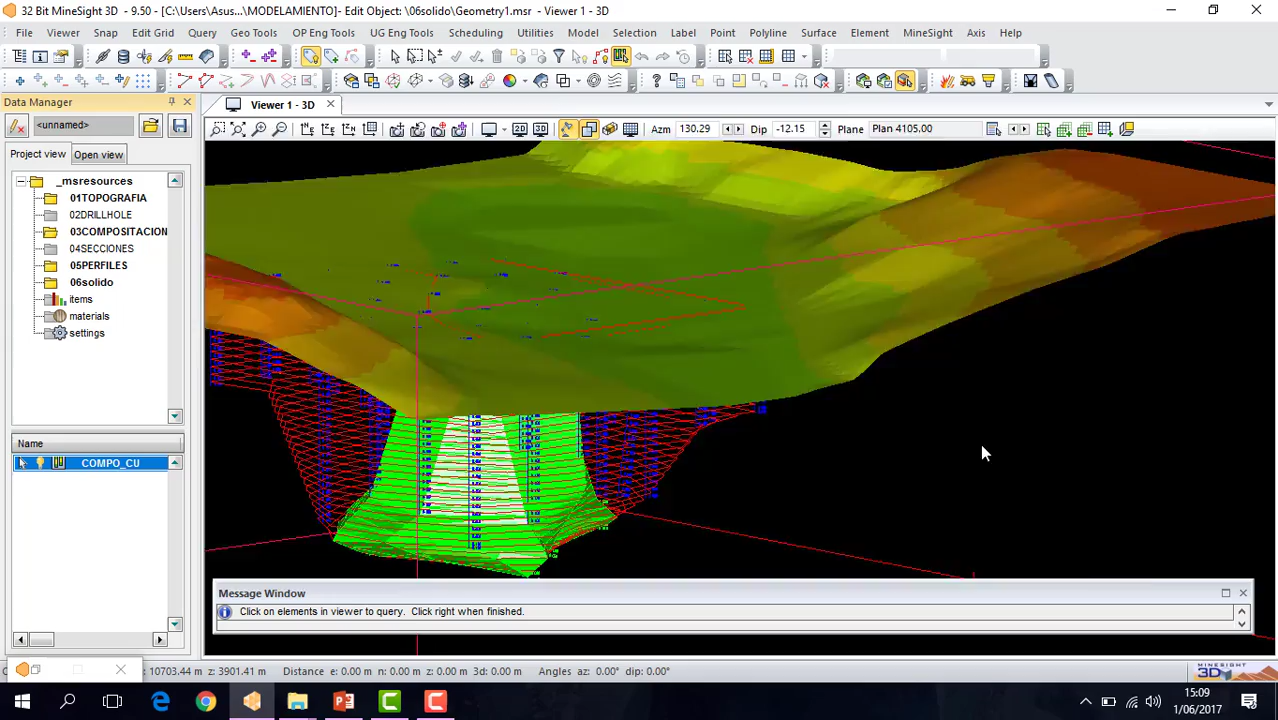 32 Bit MineSight 3D - 9.50 - [C:\Users\Asus...\MODELAMIENTO]- Edit Object: \06solido\Geometry1.msr - Viewer 1 - 3D
File Viewer Snap Edit Grid Query Geo Tools OP Eng Tools UG Eng Tools Scheduling Utilities Model Selection Label Point Polyline Surface Element MineSight Axis Help
Data Manager
Viewer 1 - 3D
<unnamed>
Azm 130.29 Dip -12.15 Plane Plan 4105.00
Project view Open view
_msresources
01TOPOGRAFIA
02DRILLHOLE
03COMPOSITACION
04SECCIONES
05PERFILES
06solido
items
materials
settings
Name
COMPO_CU
Message Window
Click on elements in viewer to query. Click right when finished.
10703.44 m z: 3901.41 m Distance e: 0.00 m n: 0.00 m z: 0.00 m 3d: 0.00 m Angles az: 0.00° dip: 0.00°
MINESIGHT
3D
15:09
1/06/2017